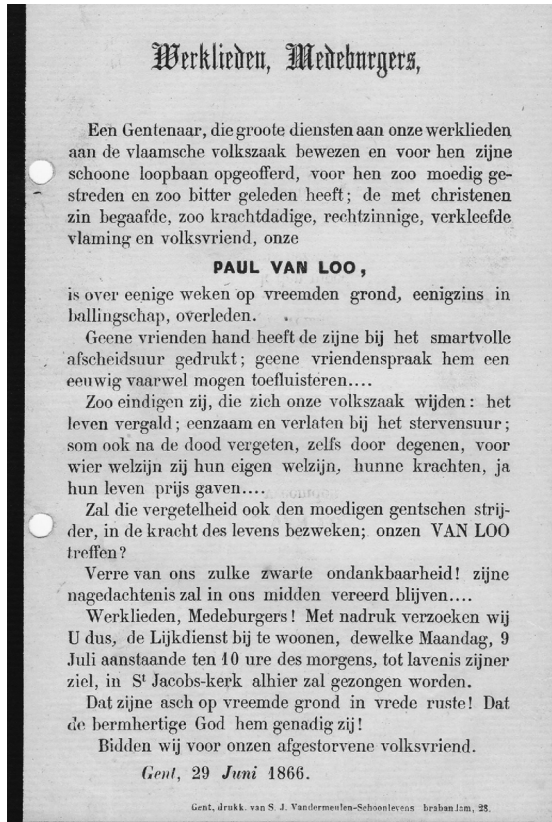 Werklieden, Medeburgers,
Een Gentenaar, die groote diensten aan onze werklieden
aan de vlaamsche volkszaak bewezen en voor hen zijne
schoone loopbaan opgeofferd, voor hen zoo moedig ge-
streden en zoo bitter geleden heeft; de met christenen
zin begaafde, zoo krachtdadige, rechtzinnige, verkleefde
vlaming en volksvriend, onze
PAUL VAN LOO,
is over eenige weken op vreemden grond, eenigzins in
ballingschap, overleden.
Geene vrienden hand heeft de zijne bij het smartvolle
afscheidsuur gedrukt; geene vriendenspraak hem een
eeuwig vaarwel mogen toefluisteren....
Zoo eindigen zij, die zich onze volkszaak wijden: het
leven vergald; eenzaam en verlaten bij het stervensuur;
som ook na de dood vergeten, zelfs door degenen, voor
wier welzijn zij hun eigen welzijn, hunne krachten, ja
hun leven prijs gaven....
Zal die vergetelheid ook den moedigen gentschen strij-
der, in de kracht des levens bezweken; onzen VAN LOO
treffen?
Verre van ons zulke zwarte ondankbaarheid! zijne
nagedachtenis zal in ons midden vereerd blijven....
Werklieden, Medeburgers! Met nadruk verzoeken wij
U dus, de Lijkdienst bij te woonen, dewelke Maandag, 9
Juli aanstaande ten 10 ure des morgens, tot lavenis zijner
ziel, in St Jacobs-kerk alhier zal gezongen worden.
Dat zijne asch op vreemde grond in vrede ruste! Dat
de bermhertige God hem genadig zij!
Bidden wij voor onzen afgestorvene volksvriend.
Gent, 29 Juni 1866.
Gent, drukk. van S. J. Vandermeulen-Schoonlevens brabandam, 28.